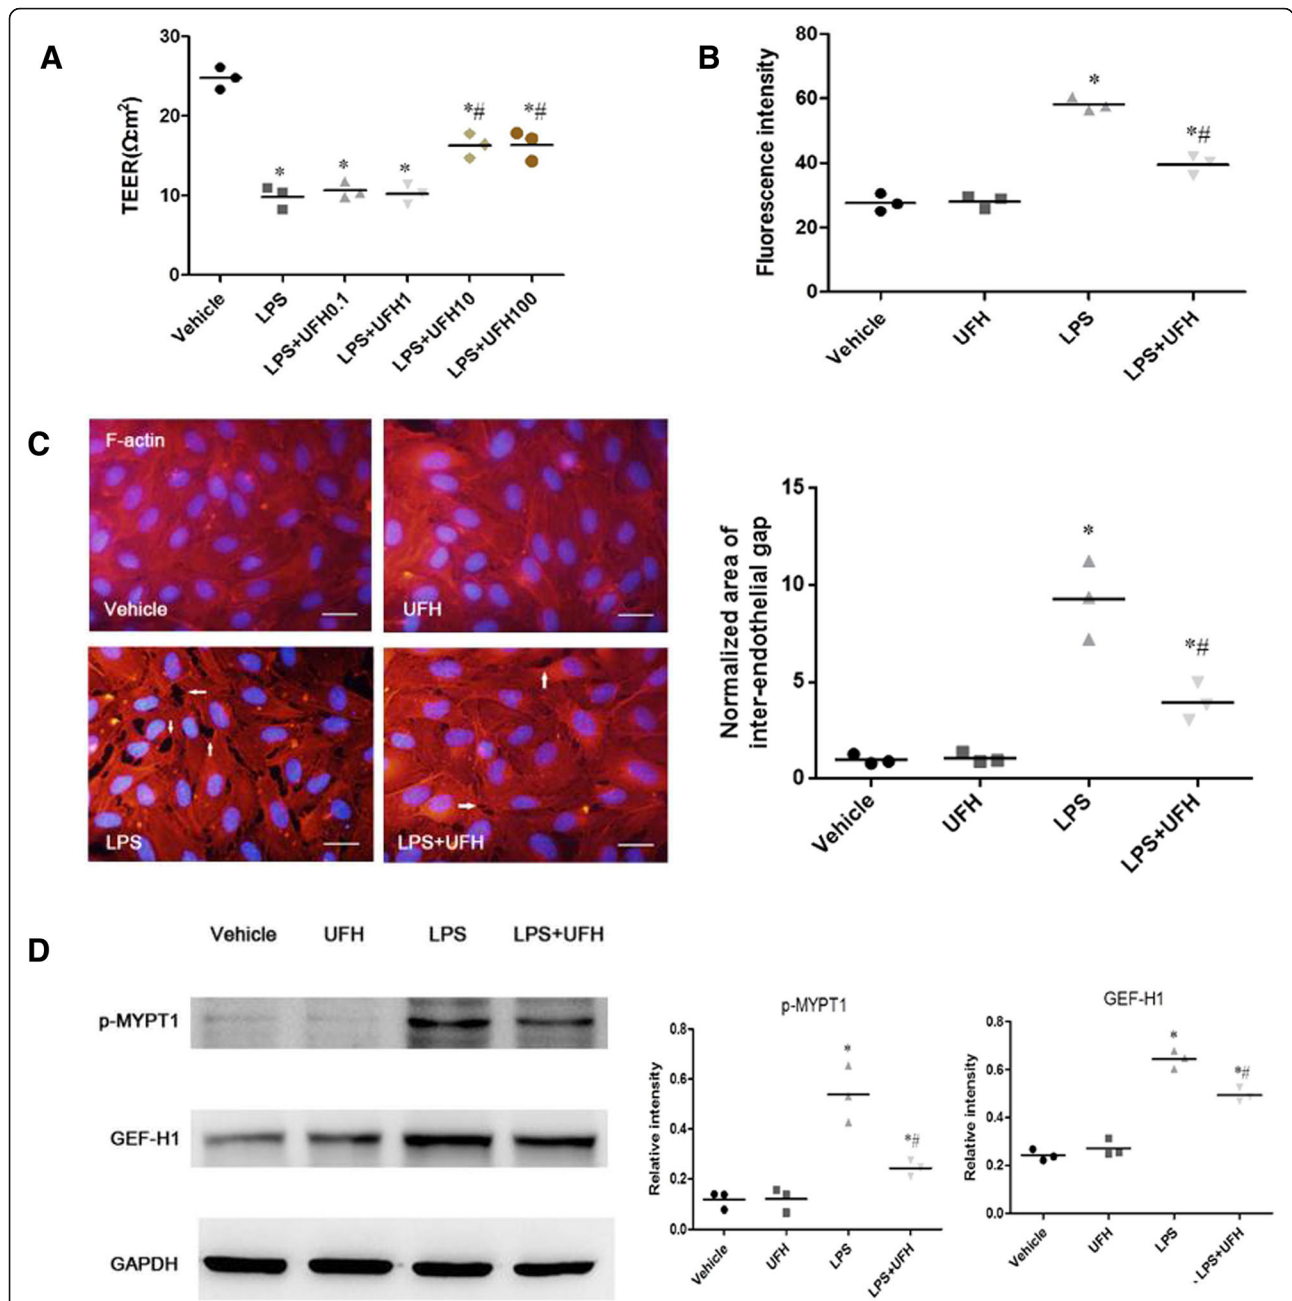 A
TEER(Ω.cm²)
30
20
10
0
*
*
*
*#
*#
Vehicle
LPS
LPS+UFH0.1
LPS+UFH1
LPS+UFH10
LPS+UFH100
B
Fluorescence intensity
80
60
40
20
0
*
*#
Vehicle
UFH
LPS
LPS+UFH
C
F-actin
Vehicle
UFH
LPS
LPS+UFH
Normalized area of
inter-endothelial gap
15
10
5
0
*
*#
Vehicle
UFH
LPS
LPS+UFH
D
Vehicle UFH LPS LPS+UFH
p-MYPT1
GEF-H1
GAPDH
p-MYPT1
Relative intensity
0.8
0.6
0.4
0.2
0.0
*
*#
Vehicle
UFH
LPS
LPS+UFH
GEF-H1
Relative intensity
0.8
0.6
0.4
0.2
0.0
*
*#
Vehicle
UFH
LPS
- LPS+UFH